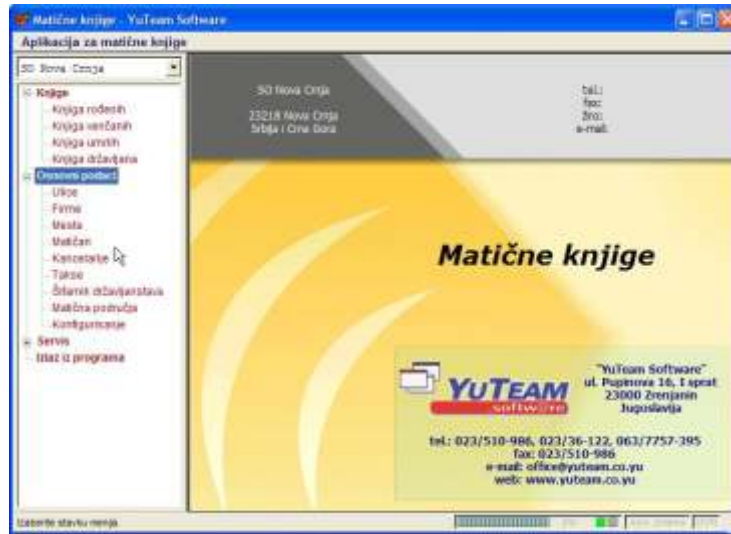 Matične knjige - YuTeam Software
Aplikacija za matične knjige
SO Nova Crnja
Knjige
Knjiga rođenih
Knjiga venčanih
Knjiga umrlih
Knjiga državljana
Osnovni podaci
Ulice
Firme
Mesta
Matičari
Kancelarije
Takse
Šifarnik državljanstava
Matična područja
Konfigurisanje
Servis
Izlaz iz programa
SO Nova Crnja
23218 Nova Crnja
Srbija i Crna Gora
tel.:
fax:
žiro:
e-mail:
Matične knjige
YUTEAM
software
"YuTeam Software"
ul. Pupinova 16, I sprat
23000 Zrenjanin
Jugoslavija
tel.: 023/510-986, 023/36-122, 063/7757-395
fax: 023/510-986
e-mail: office@yuteam.co.yu
web: www.yuteam.co.yu
Izaberite stavku menija